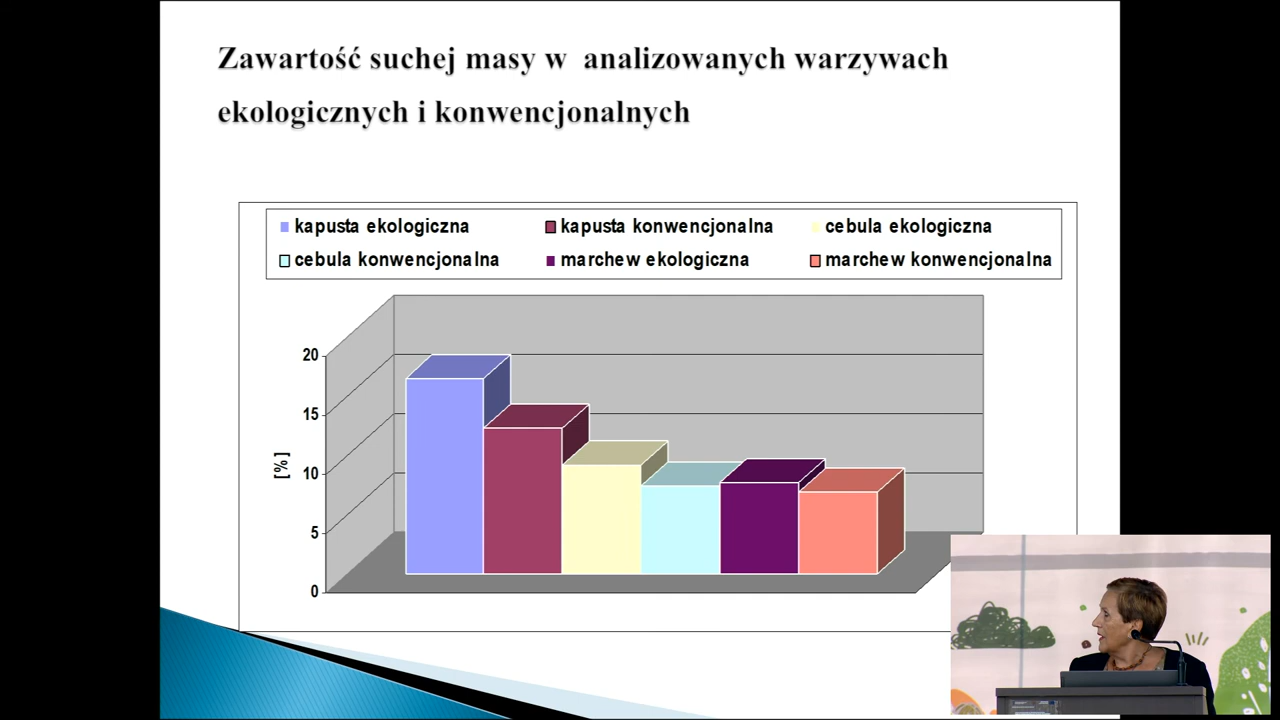 Zawartość suchej masy w analizowanych warzywach
ekologicznych i konwencjonalnych
kapusta ekologiczna kapusta konwencjonalna cebula ekologiczna
cebula konwencjonalna marchew ekologiczna marchew konwencjonalna
20
15
10
5
0
[%]